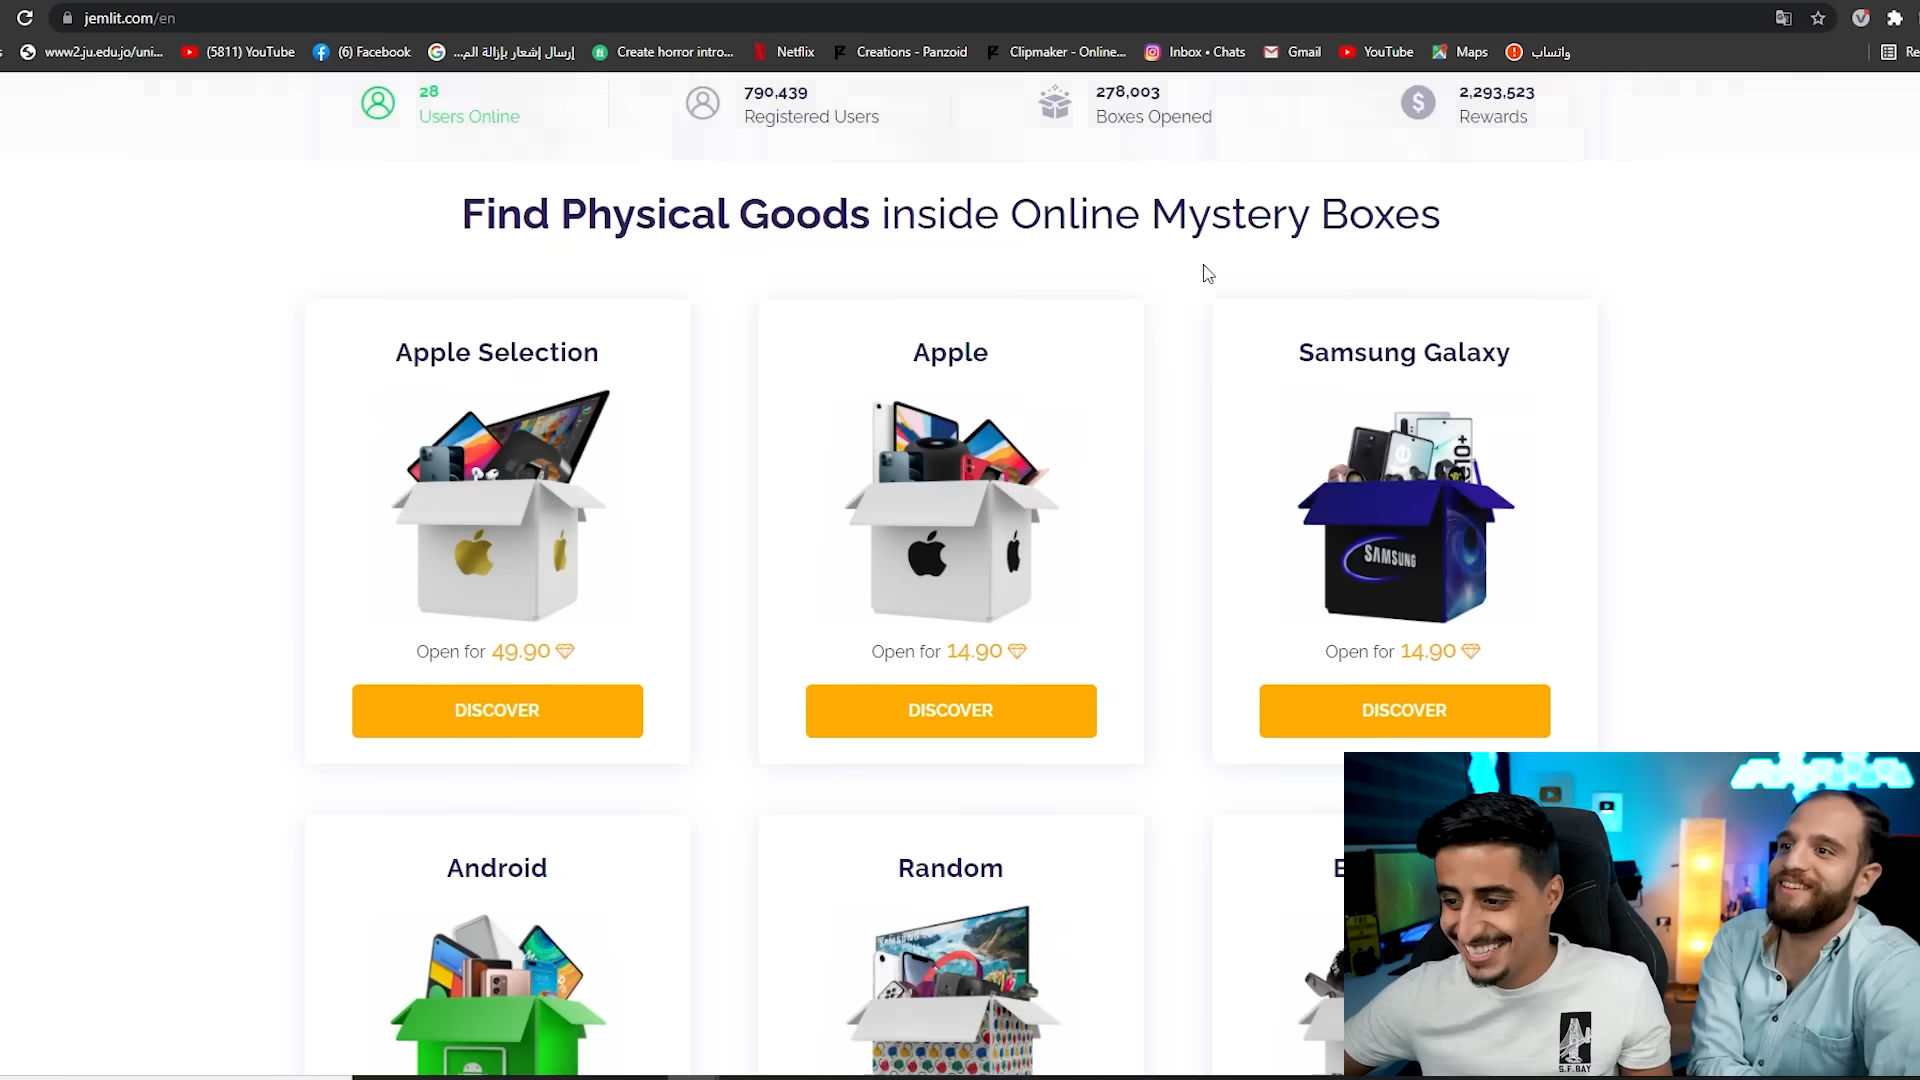 jemlit.com/en
www2.ju.edu.jo/uni...
(5811) YouTube
(6) Facebook
إرسال إشعار بإزالة الم...
Create horror intro...
Netflix
Creations - Panzoid
Clipmaker - Online...
Inbox • Chats
Gmail
YouTube
Maps
واتساب
Re
28
Users Online
790,439
Registered Users
278,003
Boxes Opened
2,293,523
Rewards
Find Physical Goods inside Online Mystery Boxes
Apple Selection
Apple
Samsung Galaxy
SAMSUNG
Open for 49.90
Open for 14.90
Open for 14.90
DISCOVER
DISCOVER
DISCOVER
Android
Random
SAMSUNG
S.F.BAY